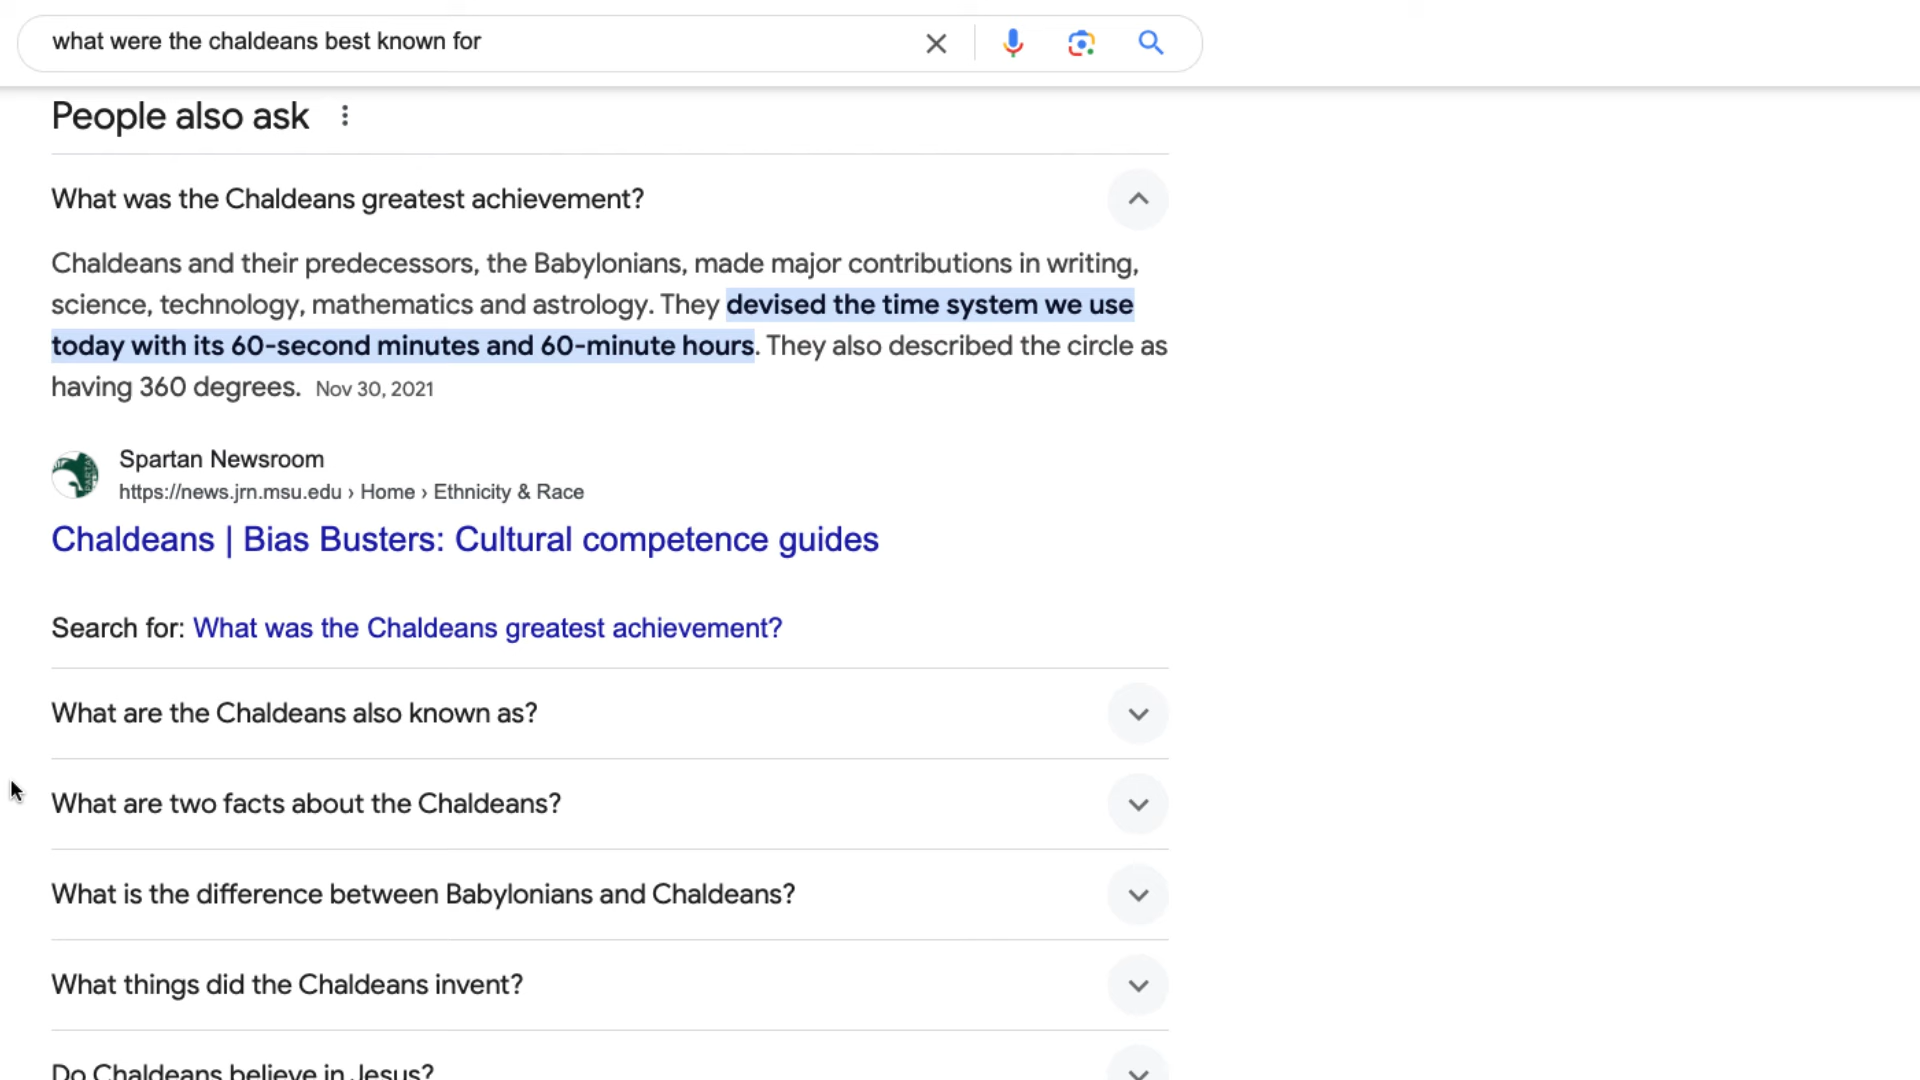 what were the chaldeans best known for
People also ask
What was the Chaldeans greatest achievement?
Chaldeans and their predecessors, the Babylonians, made major contributions in writing,
science, technology, mathematics and astrology. They devised the time system we use
today with its 60-second minutes and 60-minute hours. They also described the circle as
having 360 degrees. Nov 30, 2021
Spartan Newsroom
https://news.jrn.msu.edu › Home › Ethnicity & Race
Chaldeans | Bias Busters: Cultural competence guides
Search for: What was the Chaldeans greatest achievement?
What are the Chaldeans also known as?
What are two facts about the Chaldeans?
What is the difference between Babylonians and Chaldeans?
What things did the Chaldeans invent?
Do Chaldeans believe in Jesus?